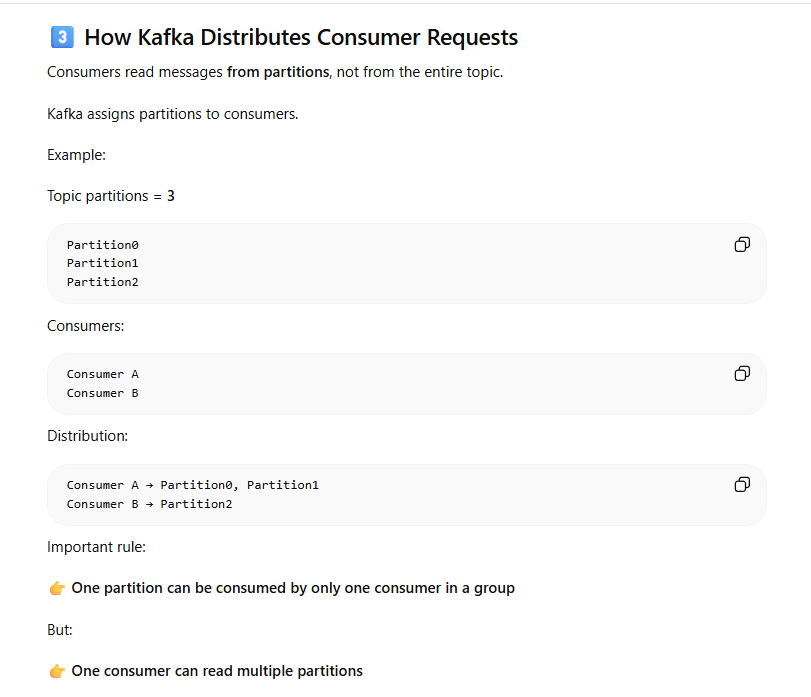 3 How Kafka Distributes Consumer Requests
Consumers read messages from partitions, not from the entire topic.
Kafka assigns partitions to consumers.
Example:
Topic partitions = 3
Partition0
Partition1
Partition2
Consumers:
Consumer A
Consumer B
Distribution:
Consumer A → Partition0, Partition1
Consumer B → Partition2
Important rule:
👉 One partition can be consumed by only one consumer in a group
But:
👉 One consumer can read multiple partitions